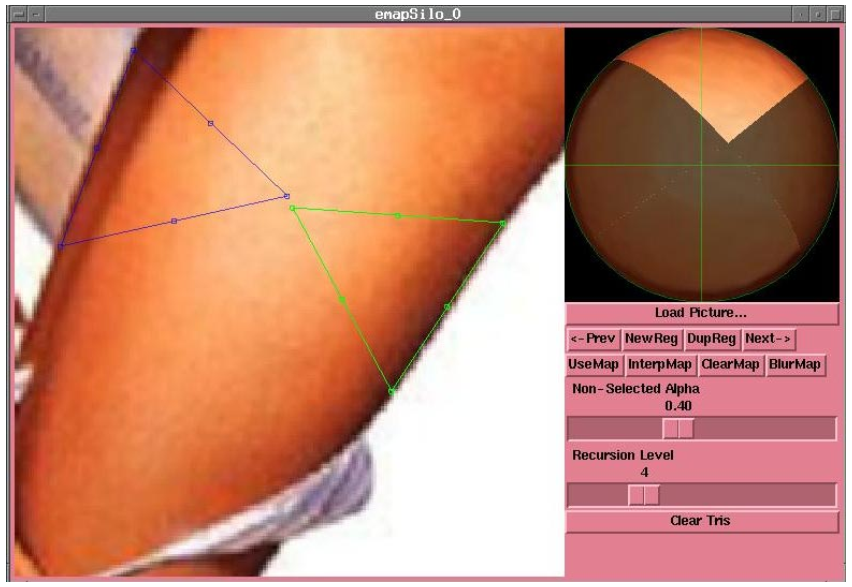 emapSilo_0
Load Picture...
<-Prev NewReg DupReg Next->
UseMap InterpMap ClearMap BlurMap
Non-Selected Alpha
0.40
Recursion Level
4
Clear Tris